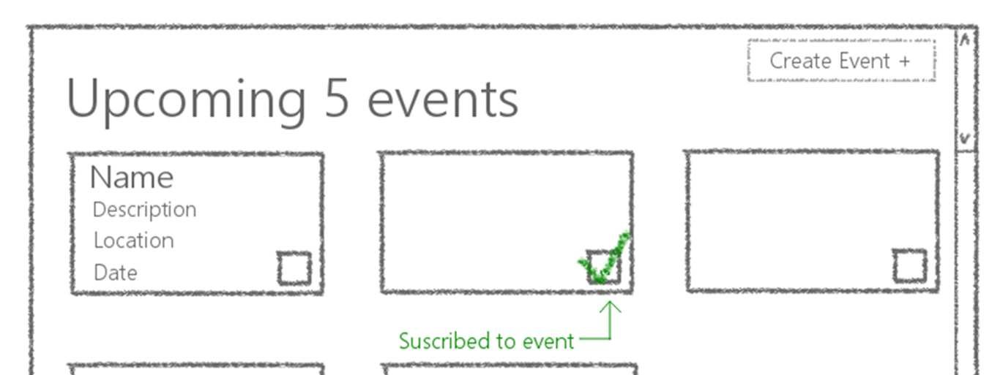 Create Event +
Upcoming 5 events
Name
Description
Location
Date
Suscribed to event